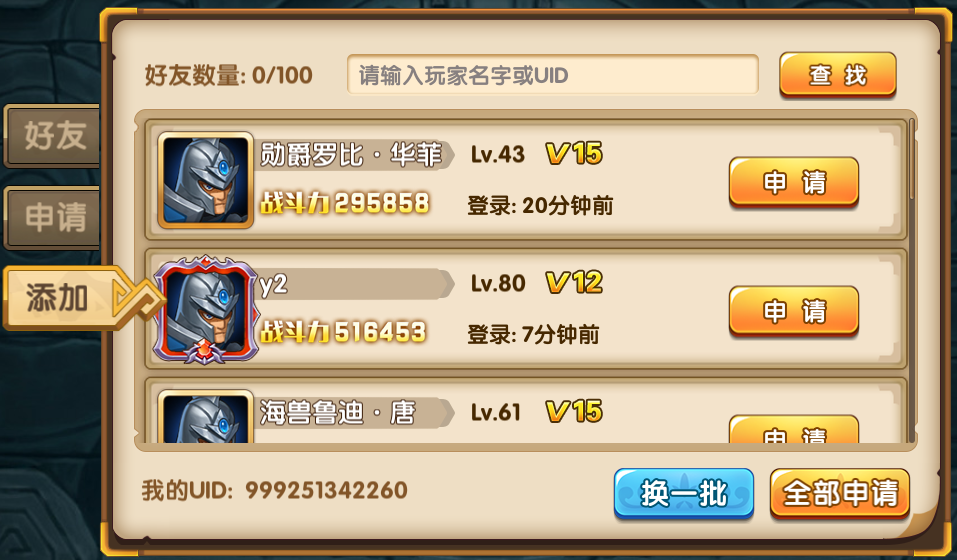 好友数量: 0/100
请输入玩家名字或UID
查 找
好友
申请
添加
勋爵罗比·华菲 Lv.43 V15
战斗力 295858 登录: 20分钟前
申 请
y2 Lv.80 V12
战斗力 516453 登录: 7分钟前
申 请
海兽鲁迪·唐 Lv.61 V15
申 请
我的UID: 999251342260
换一批
全部申请